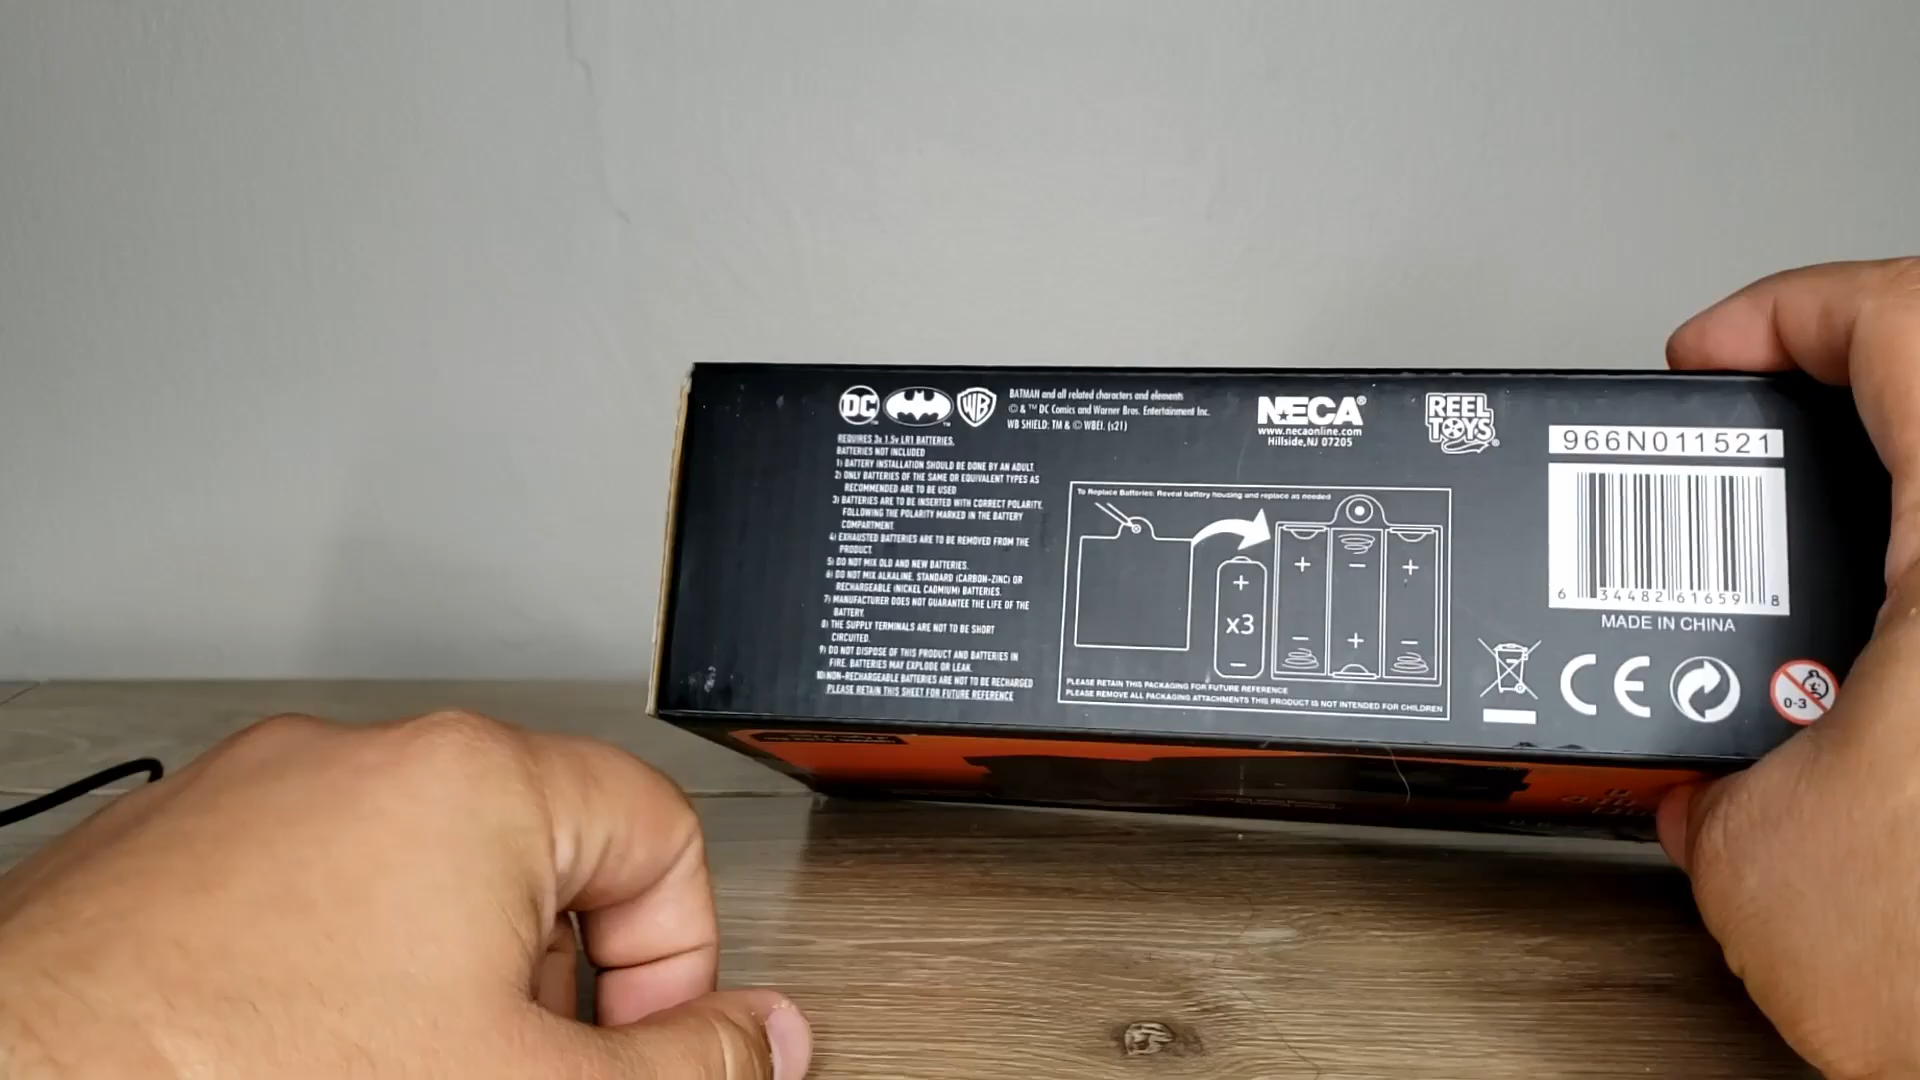 DC
WB
BATMAN and all related characters and elements
© & ™ DC Comics and Warner Bros. Entertainment Inc.
WB SHIELD: TM & © WBEI. (s21)
NECA®
www.necaonline.com
Hillside, NJ 07205
REEL
TOYS®
REQUIRES 3x 1.5v LR1 BATTERIES.
BATTERIES NOT INCLUDED
1) BATTERY INSTALLATION SHOULD BE DONE BY AN ADULT.
2) ONLY BATTERIES OF THE SAME OR EQUIVALENT TYPES AS
RECOMMENDED ARE TO BE USED
3) BATTERIES ARE TO BE INSERTED WITH CORRECT POLARITY,
FOLLOWING THE POLARITY MARKED IN THE BATTERY
COMPARTMENT.
4) EXHAUSTED BATTERIES ARE TO BE REMOVED FROM THE
PRODUCT.
5) DO NOT MIX OLD AND NEW BATTERIES.
6) DO NOT MIX ALKALINE, STANDARD (CARBON-ZINC) OR
RECHARGEABLE (NICKEL CADMIUM) BATTERIES.
7) MANUFACTURER DOES NOT GUARANTEE THE LIFE OF THE
BATTERY.
8) THE SUPPLY TERMINALS ARE NOT TO BE SHORT
CIRCUITED.
9) DO NOT DISPOSE OF THIS PRODUCT AND BATTERIES IN
FIRE. BATTERIES MAY EXPLODE OR LEAK.
10) NON-RECHARGEABLE BATTERIES ARE NOT TO BE RECHARGED
PLEASE RETAIN THIS SHEET FOR FUTURE REFERENCE
To Replace Batteries: Reveal battery housing and replace as needed
+
x3
−
+ − +
− + −
PLEASE RETAIN THIS PACKAGING FOR FUTURE REFERENCE
PLEASE REMOVE ALL PACKAGING ATTACHMENTS THIS PRODUCT IS NOT INTENDED FOR CHILDREN
966N011521
6 34482 61659 8
MADE IN CHINA
CE
0-3